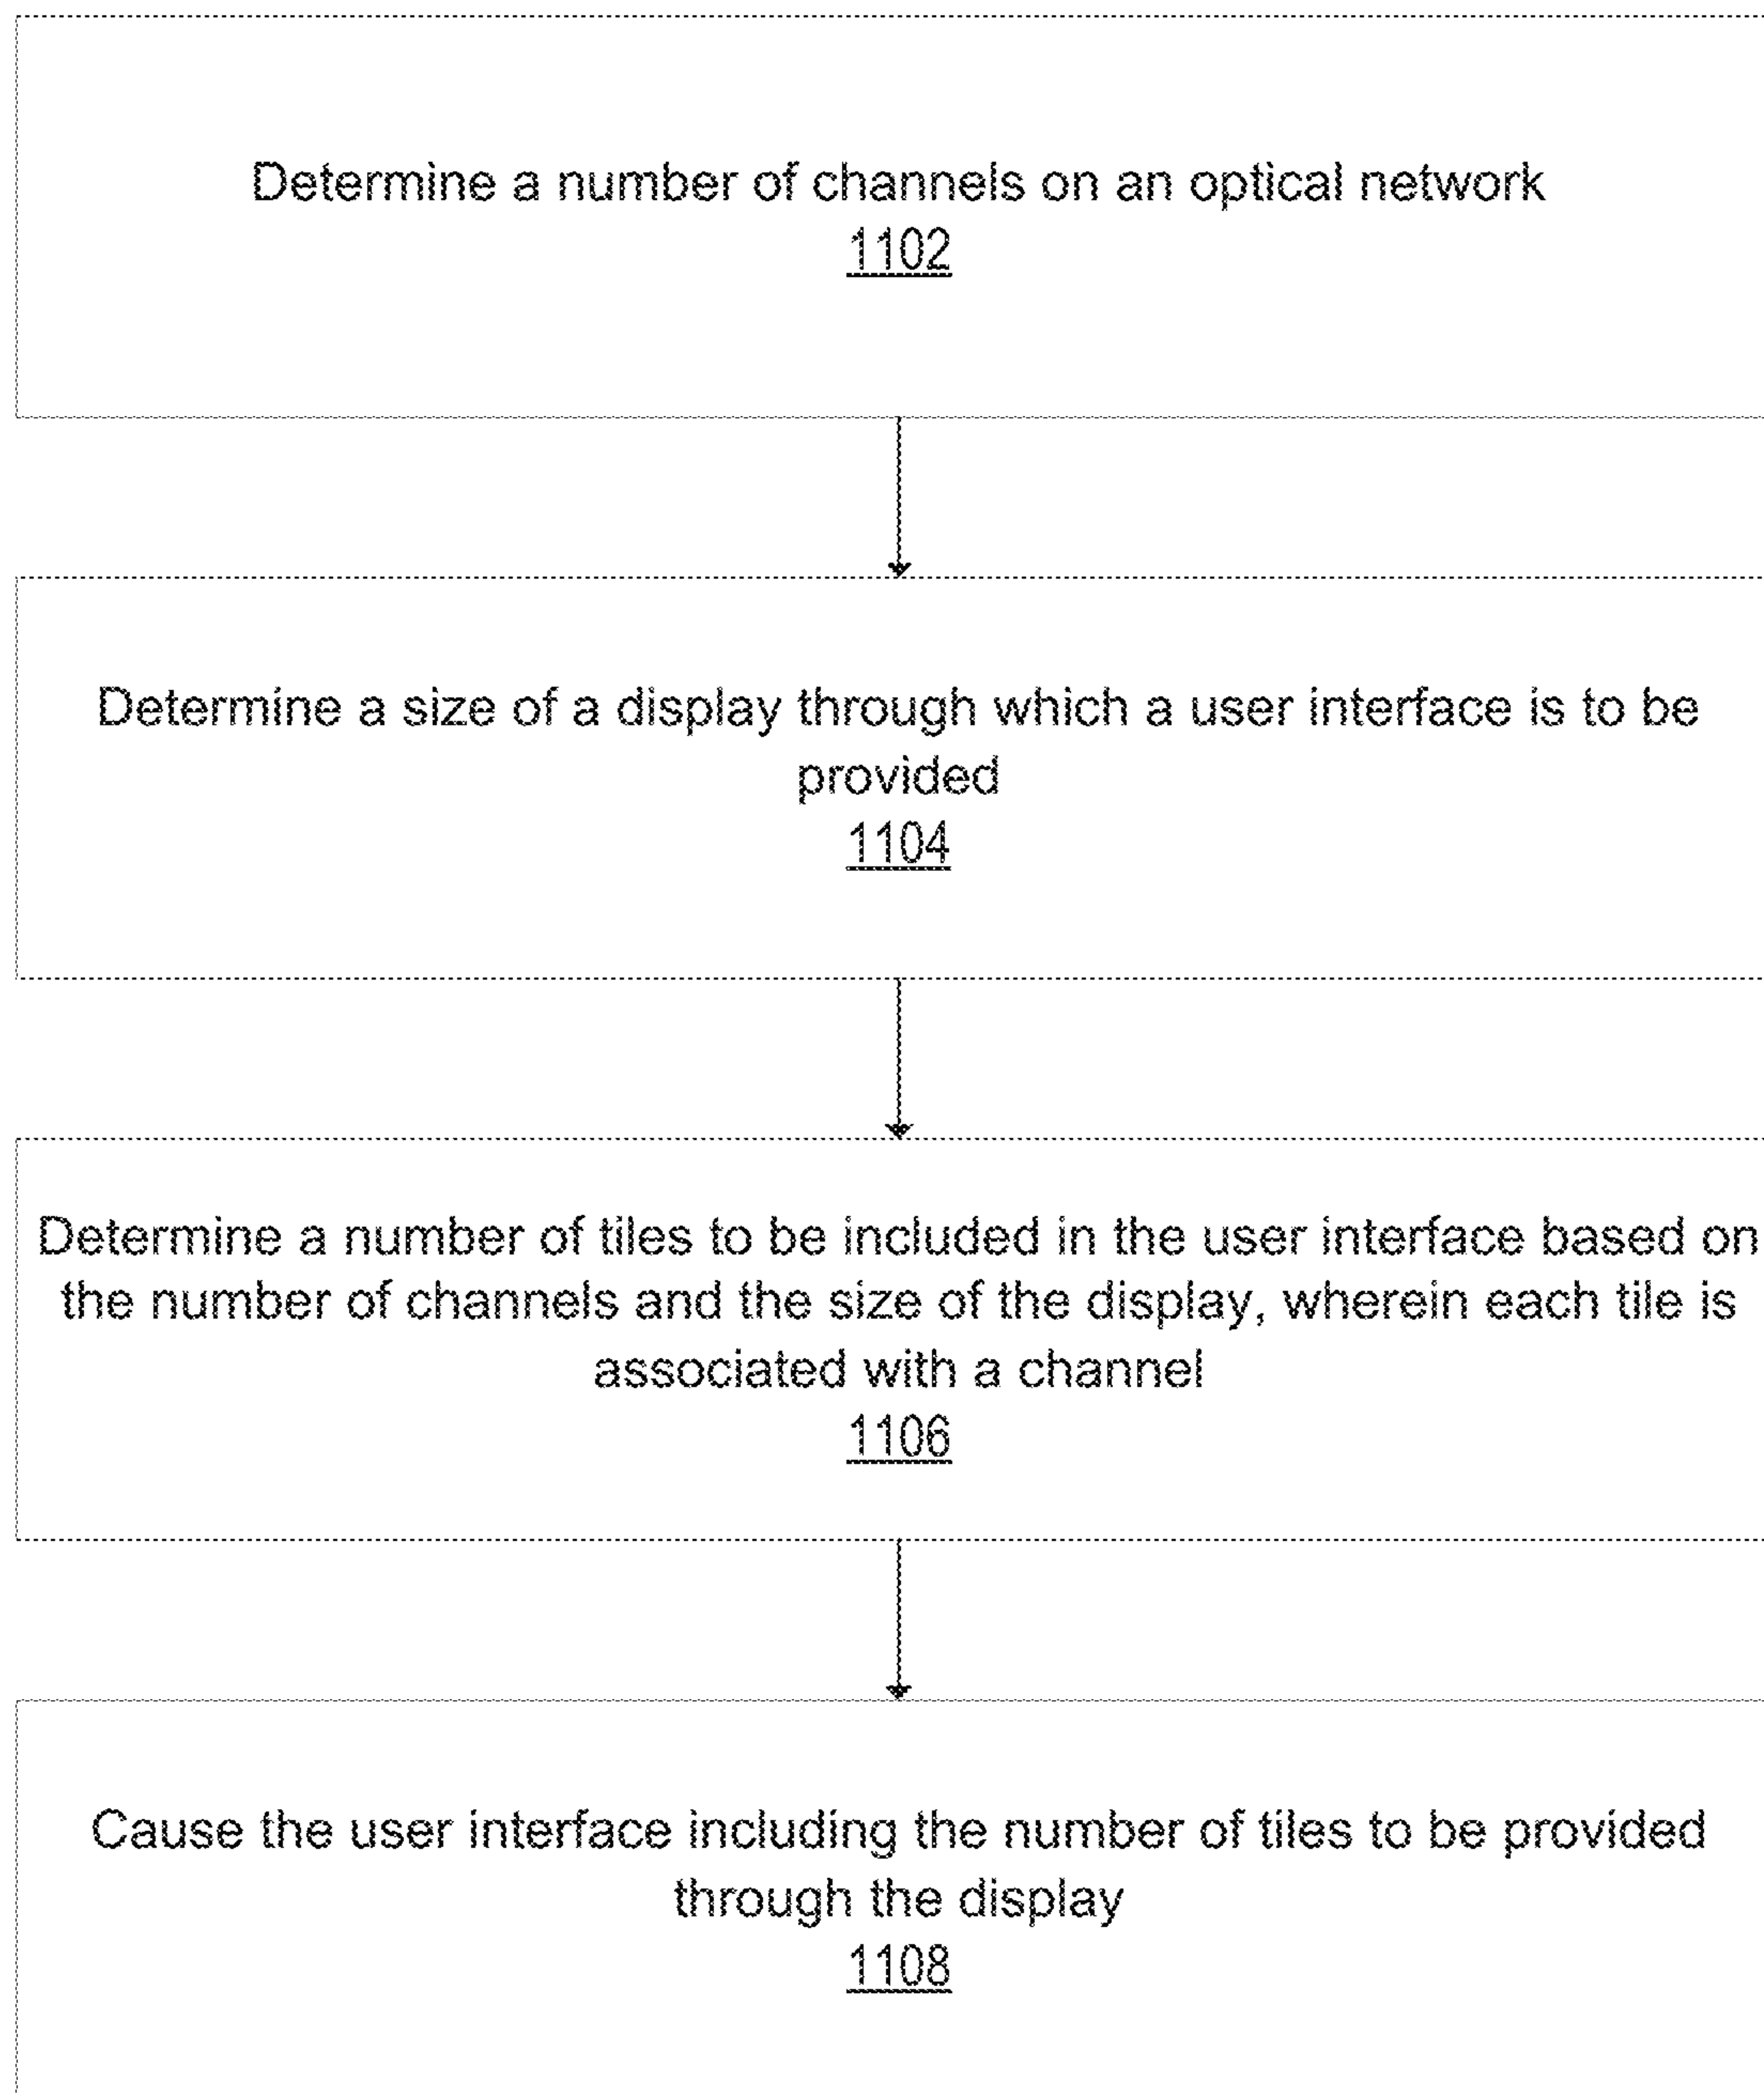 Determine a number of channels on an optical network
1102
Determine a size of a display through which a user interface is to be
provided
1104
Determine a number of tiles to be included in the user interface based on
the number of channels and the size of the display, wherein each tile is
associated with a channel
1106
Cause the user interface including the number of tiles to be provided
through the display
1108